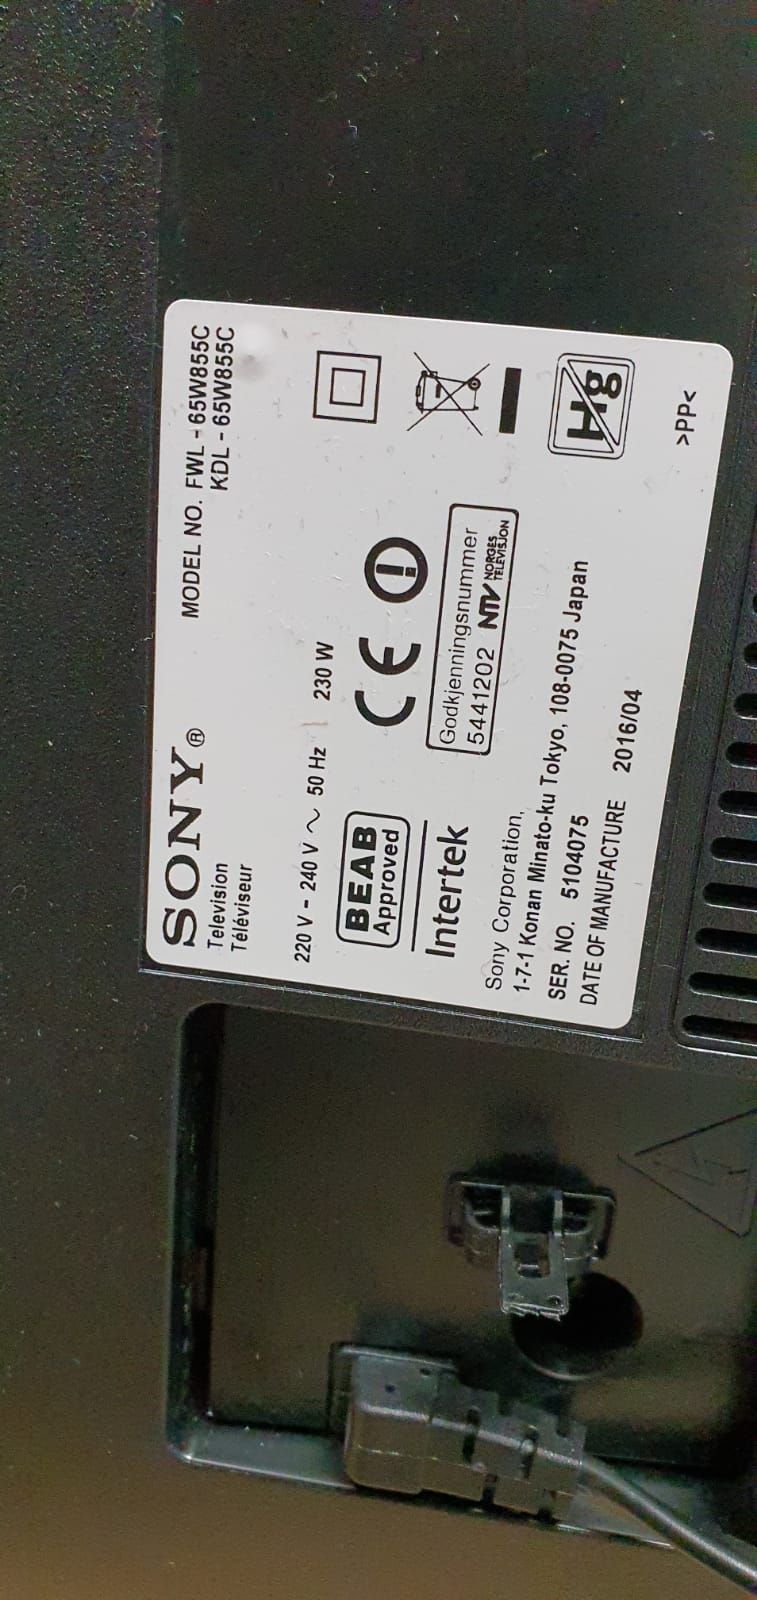 SONY®
Television
Téléviseur
MODEL NO. FWL - 65W855C
KDL - 65W855C
220 V - 240 V ~ 50 Hz 230 W
BEAB
Approved
Intertek
CE
Godkjenningsnummer
5441202 NTV NORGES
TELEVISJON
Hg
Sony Corporation,
1-7-1 Konan Minato-ku Tokyo, 108-0075 Japan
SER. NO. 5104075
DATE OF MANUFACTURE 2016/04
>PP<